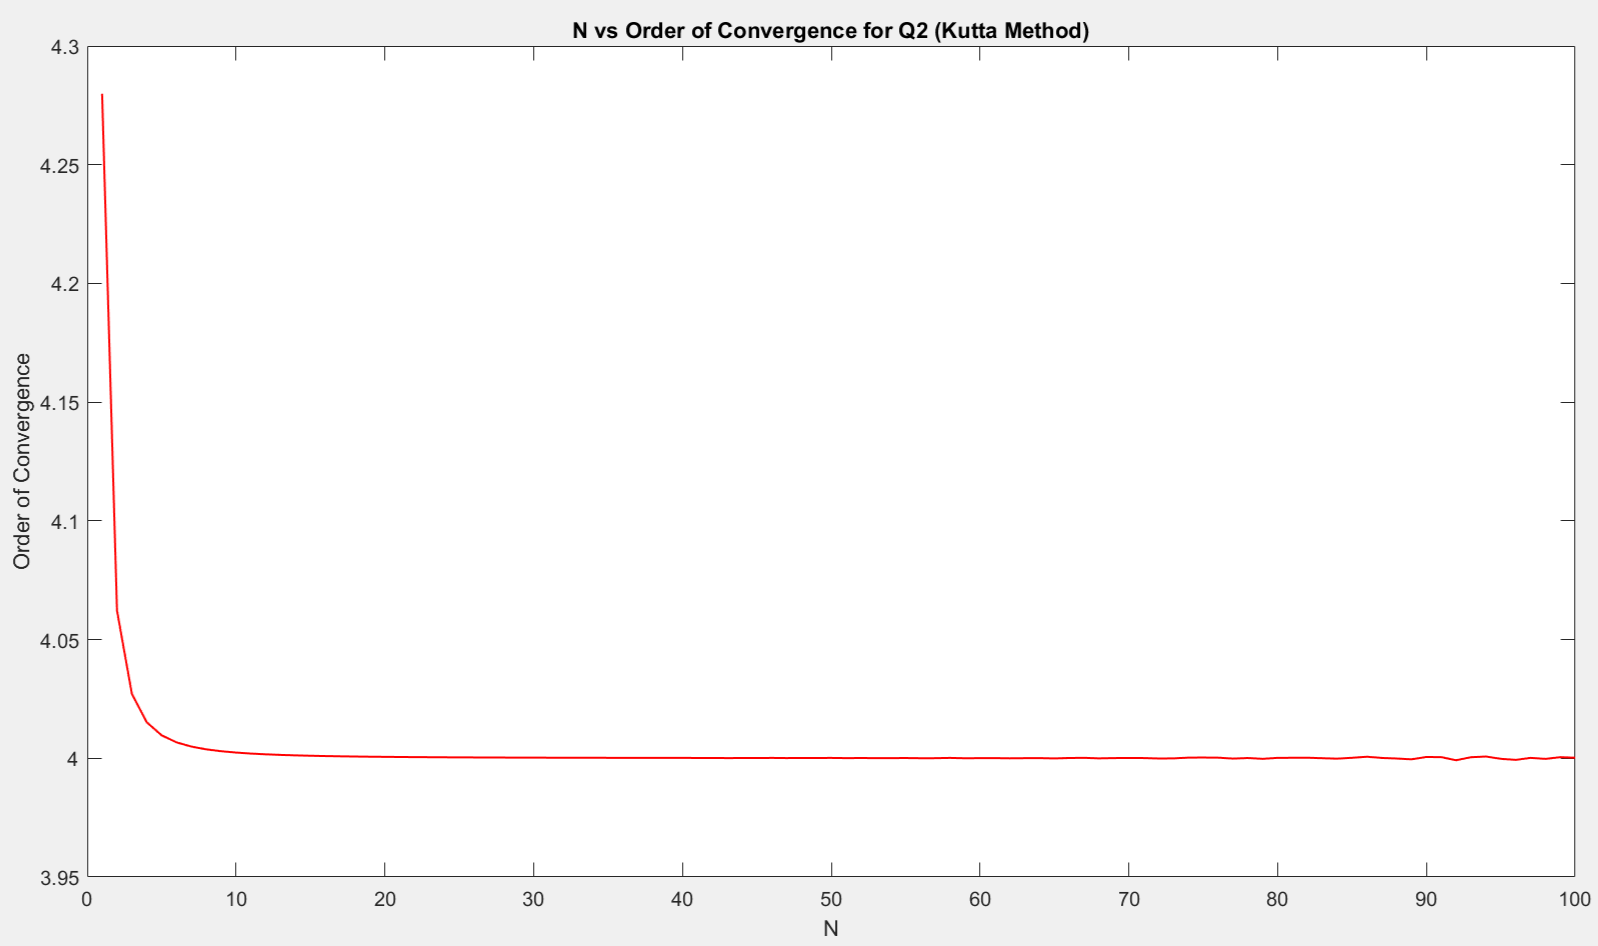 N vs Order of Convergence for Q2 (Kutta Method)
4.3
4.25
4.2
4.15
4.1
4.05
4
3.95
Order of Convergence
0 10 20 30 40 50 60 70 80 90 100
N